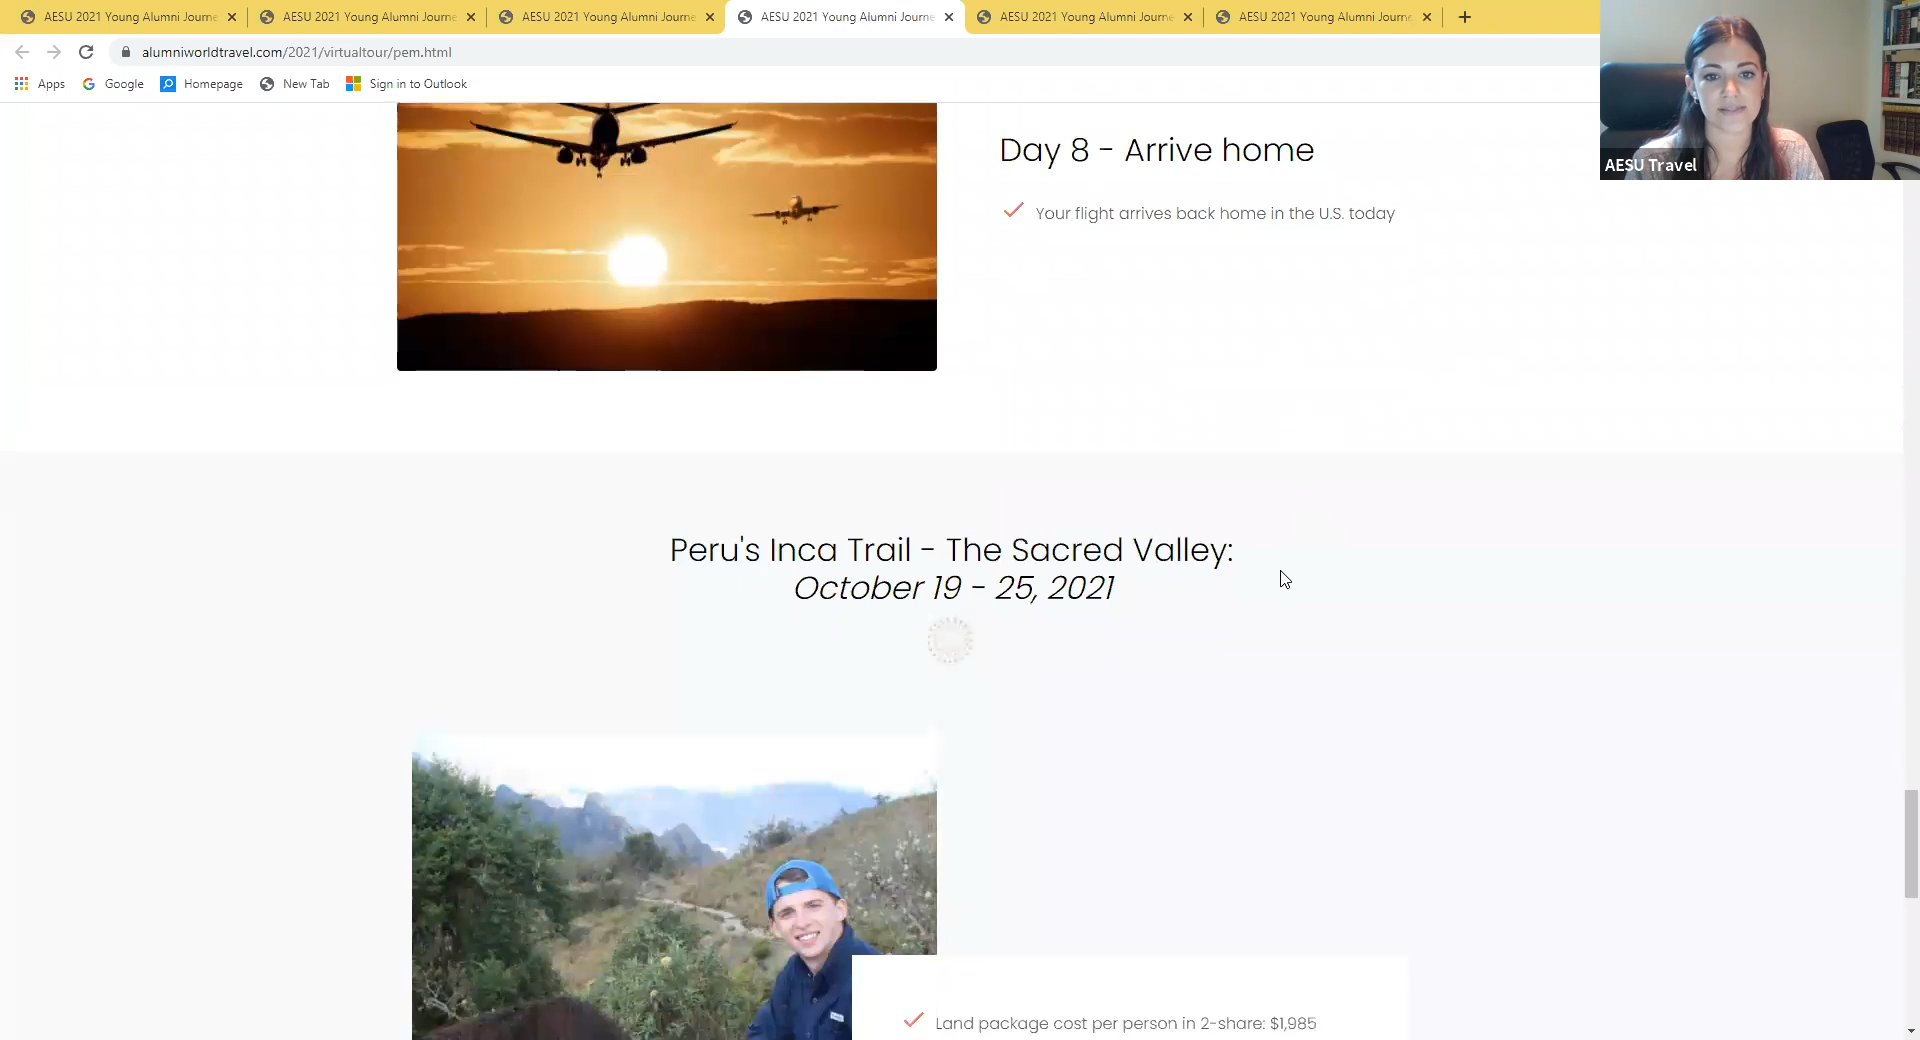 AESU 2021 Young Alumni Journe
AESU 2021 Young Alumni Journe
AESU 2021 Young Alumni Journe
AESU 2021 Young Alumni Journe
AESU 2021 Young Alumni Journe
AESU 2021 Young Alumni Journe
alumniworldtravel.com/2021/virtualtour/pem.html
Apps
Google
Homepage
New Tab
Sign in to Outlook
AESU Travel
Day 8 - Arrive home
Your flight arrives back home in the U.S. today
Peru's Inca Trail - The Sacred Valley:
October 19 - 25, 2021
Land package cost per person in 2-share: $1,985